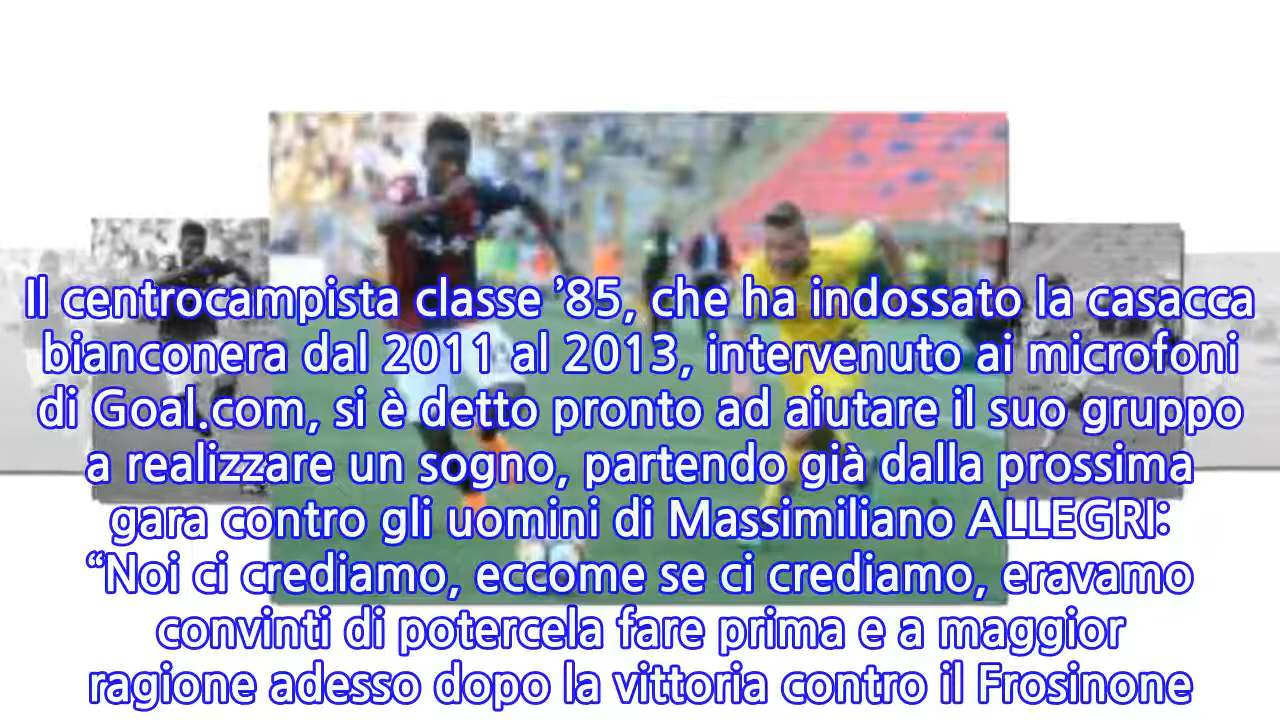 Il centrocampista classe ’85, che ha indossato la casacca
bianconera dal 2011 al 2013, intervenuto ai microfoni
di Goal.com, si è detto pronto ad aiutare il suo gruppo
a realizzare un sogno, partendo già dalla prossima
gara contro gli uomini di Massimiliano ALLEGRI:
“Noi ci crediamo, eccome se ci crediamo, eravamo
convinti di potercela fare prima e a maggior
ragione adesso dopo la vittoria contro il Frosinone